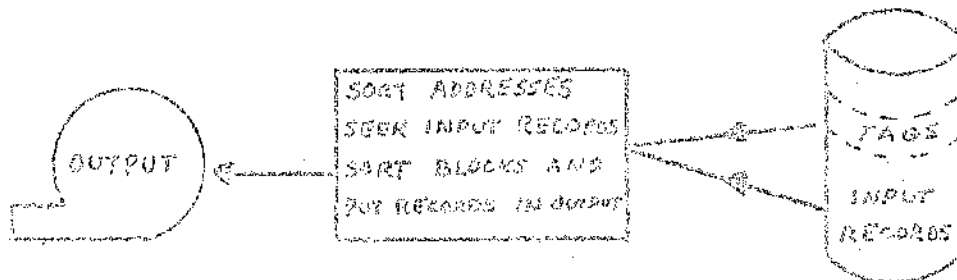 OUTPUT
SORT ADDRESSES
SEEK INPUT RECORDS
SORT BLOCKS AND
PUT RECORDS IN OUTPUT
TAGS
INPUT
RECORDS